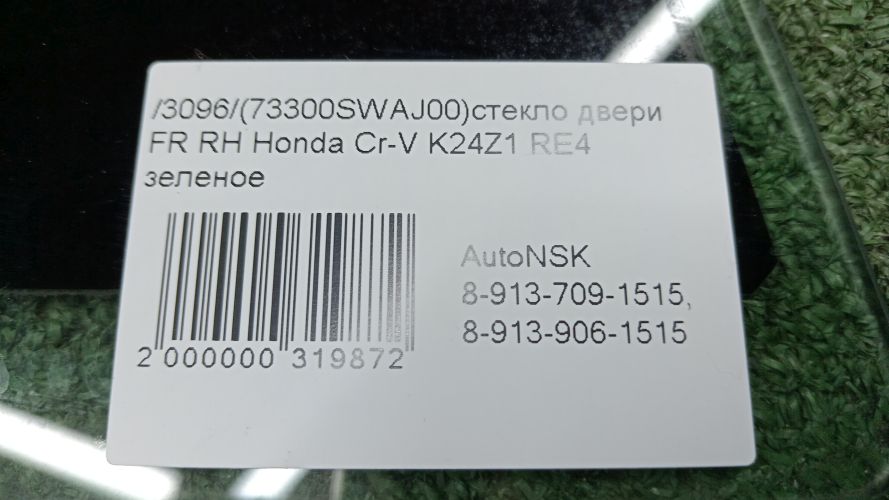 /3096/(73300SWAJ00)стекло двери
FR RH Honda Cr-V K24Z1 RE4
зеленое
2 000000 319872
AutoNSK
8-913-709-1515,
8-913-906-1515